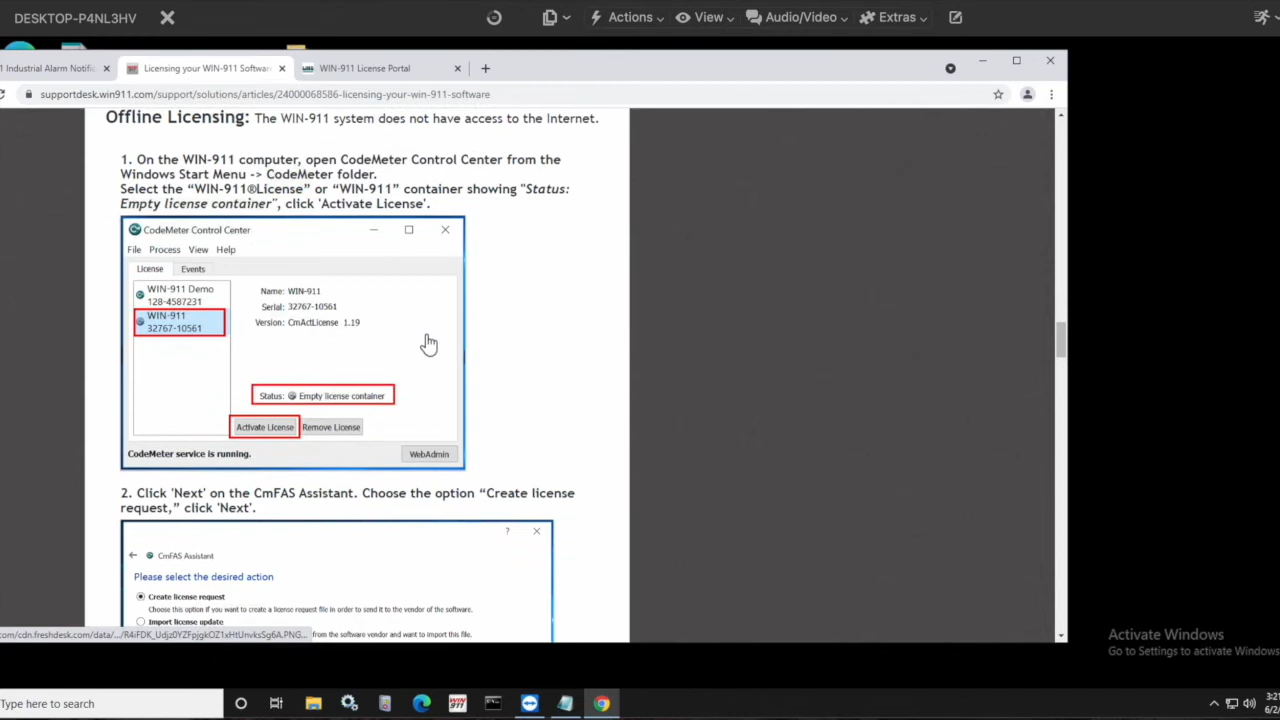 DESKTOP-P4NL3HV
Actions
View
Audio/Video
Extras
1 Industrial Alarm Notific
Licensing your WIN-911 Softwar
WIN-911 License Portal
supportdesk.win911.com/support/solutions/articles/24000068586-licensing-your-win-911-software
Offline Licensing: The WIN-911 system does not have access to the Internet.
1. On the WIN-911 computer, open CodeMeter Control Center from the
Windows Start Menu -> CodeMeter folder.
Select the “WIN-911®License” or “WIN-911” container showing "Status:
Empty license container", click 'Activate License'.
CodeMeter Control Center
File Process View Help
License Events
WIN-911 Demo
128-4587231
WIN-911
32767-10561
Name: WIN-911
Serial: 32767-10561
Version: CmActLicense 1.19
Status: Empty license container
Activate License Remove License
CodeMeter service is running.
WebAdmin
2. Click 'Next' on the CmFAS Assistant. Choose the option “Create license
request,” click 'Next'.
?
CmFAS Assistant
Please select the desired action
Create license request
Choose this option if you want to create a license request file in order to send it to the vendor of the software.
Import license update
from the software vendor and want to import this file.
Activate Windows
Go to Settings to activate Windows
Type here to search
WIN
911
3:21
6/2/